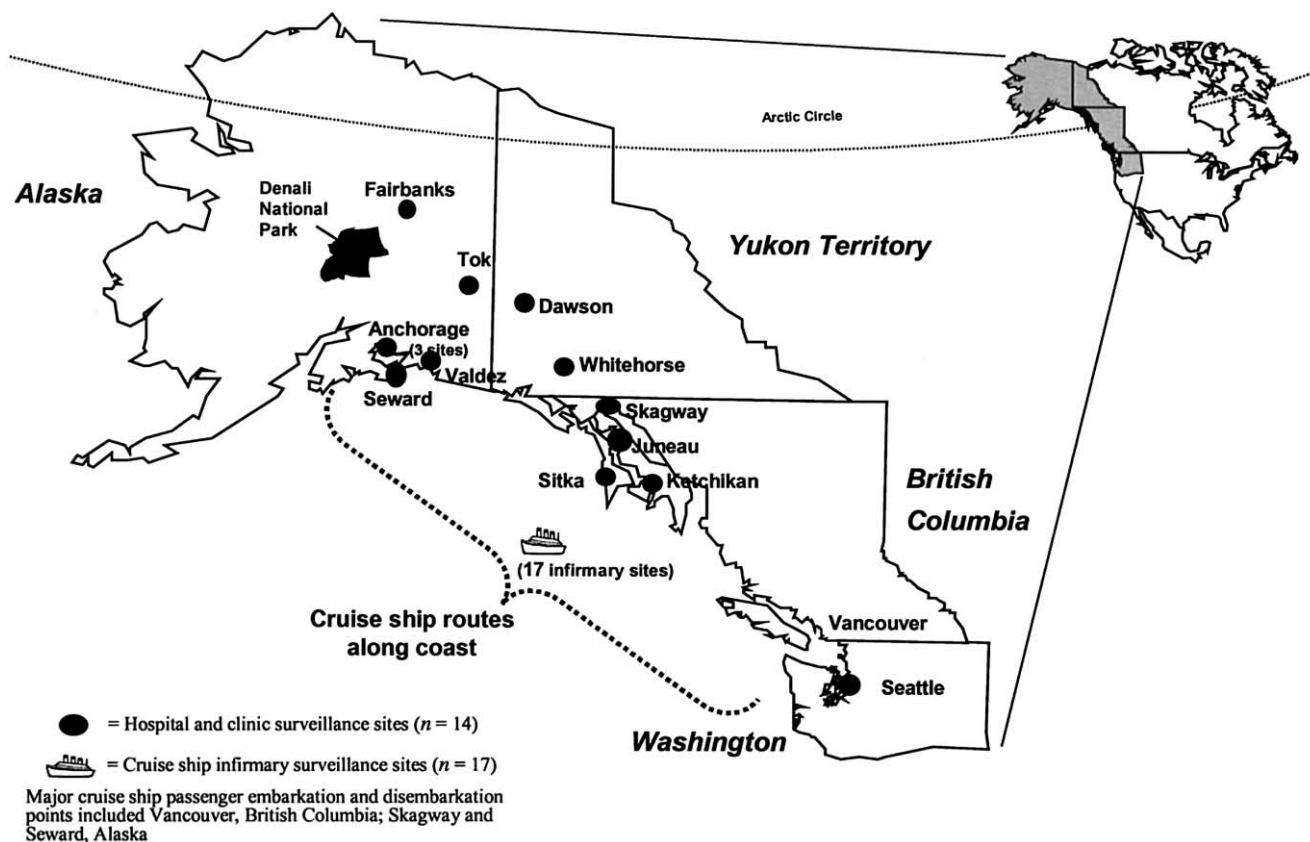 Arctic Circle
Alaska
Denali
National
Park
Fairbanks
Yukon Territory
Tok
Dawson
Anchorage
(3 sites)
Valdez
Whitehorse
Seward
Skagway
Juneau
Sitka
Ketchikan
British
Columbia
(17 infirmary sites)
Cruise ship routes
along coast
Vancouver
Seattle
Washington
= Hospital and clinic surveillance sites (n = 14)
= Cruise ship infirmary surveillance sites (n = 17)
Major cruise ship passenger embarkation and disembarkation
points included Vancouver, British Columbia; Skagway and
Seward, Alaska